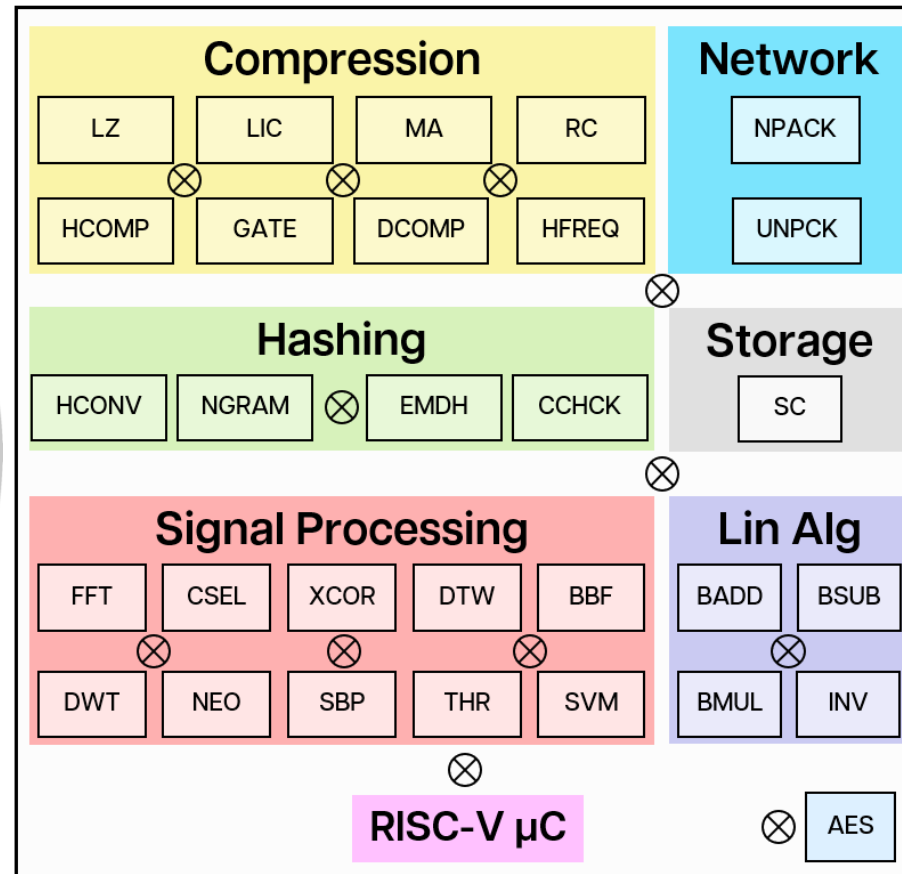 Compression
LZ LIC MA RC
HCOMP GATE DCOMP HFREQ
Network
NPACK
UNPCK
Hashing
HCONV NGRAM EMDH CCHCK
Storage
SC
Signal Processing
FFT CSEL XCOR DTW BBF
DWT NEO SBP THR SVM
Lin Alg
BADD BSUB
BMUL INV
RISC-V µC
AES